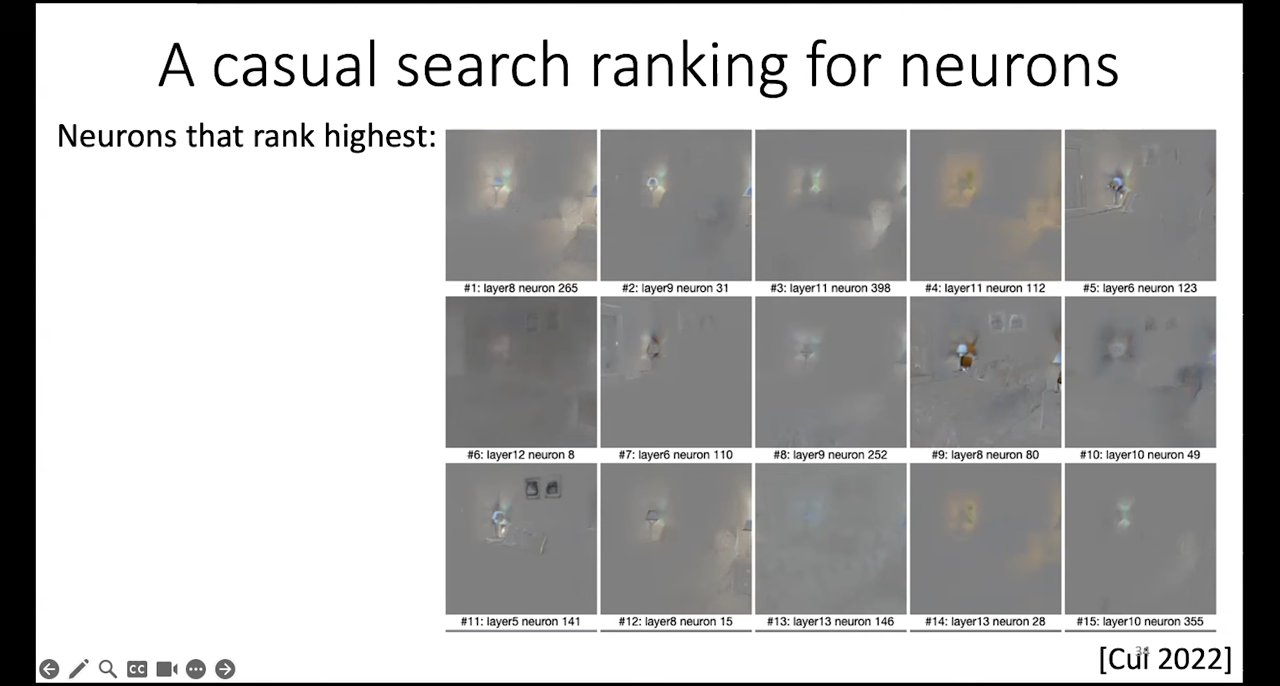 A casual search ranking for neurons
Neurons that rank highest:
#1: layer8 neuron 265
#2: layer9 neuron 31
#3: layer11 neuron 398
#4: layer11 neuron 112
#5: layer6 neuron 123
#6: layer12 neuron 8
#7: layer6 neuron 110
#8: layer9 neuron 252
#9: layer8 neuron 80
#10: layer10 neuron 49
#11: layer5 neuron 141
#12: layer8 neuron 15
#13: layer13 neuron 146
#14: layer13 neuron 28
#15: layer10 neuron 355
CC
[Cui 2022]